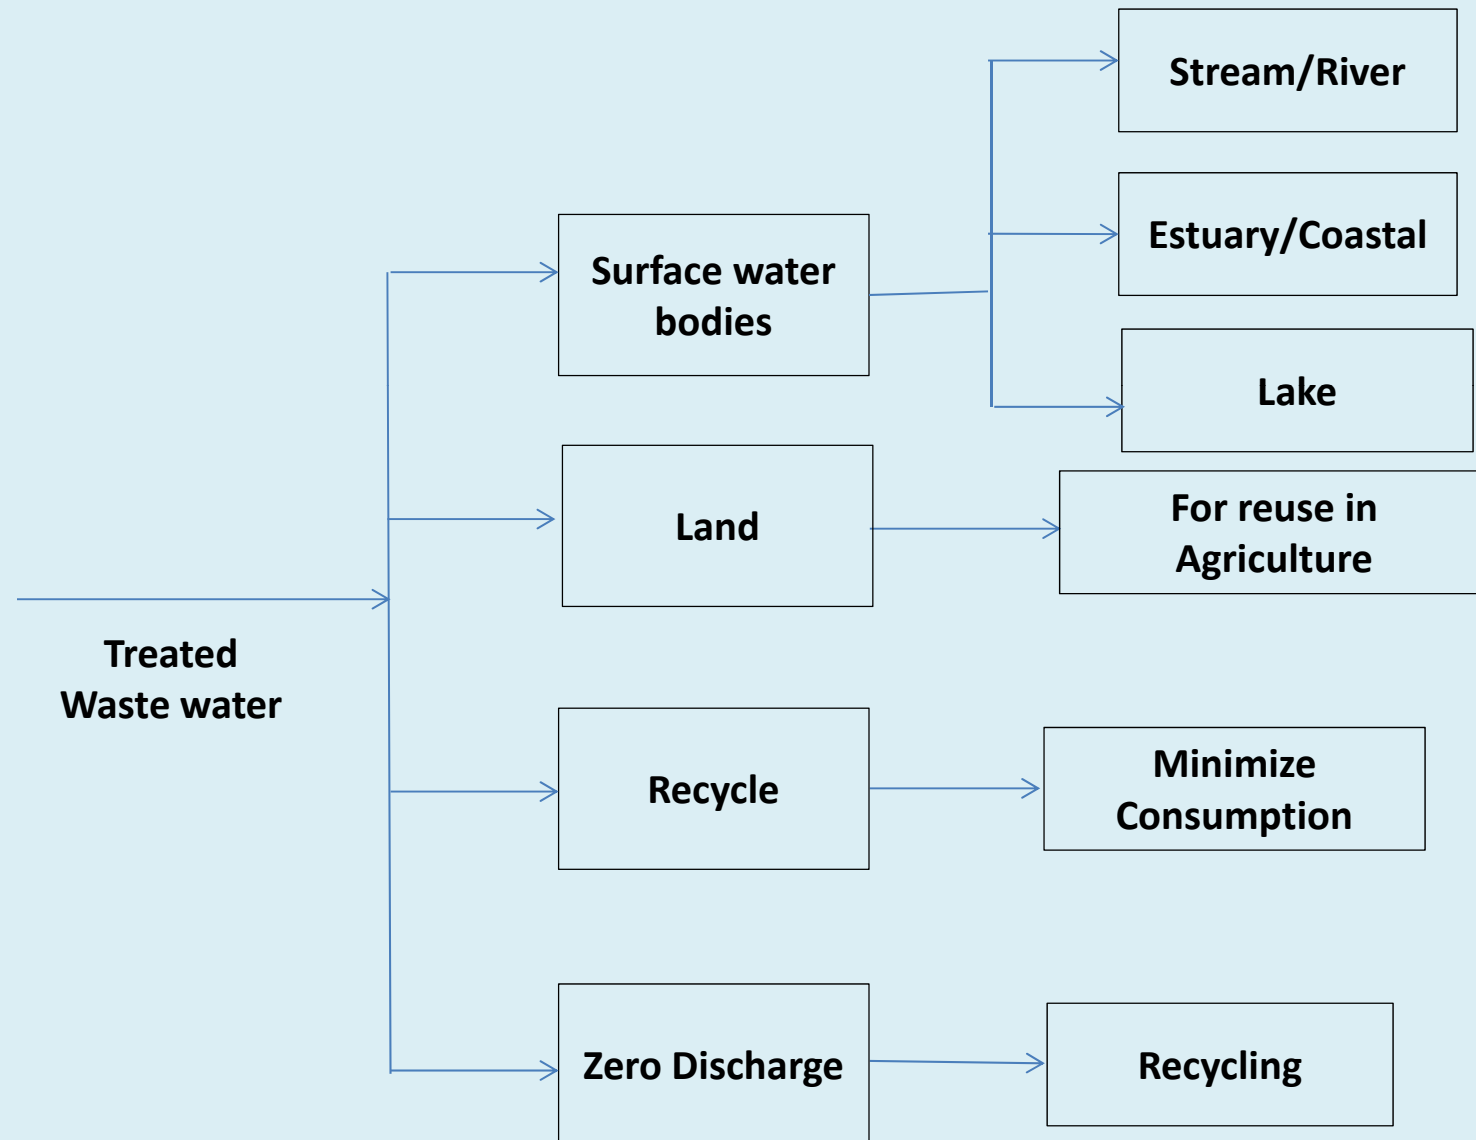 Stream/River
Estuary/Coastal
Surface water
bodies
Lake
Land
For reuse in
Agriculture
Treated
Waste water
Recycle
Minimize
Consumption
Zero Discharge
Recycling